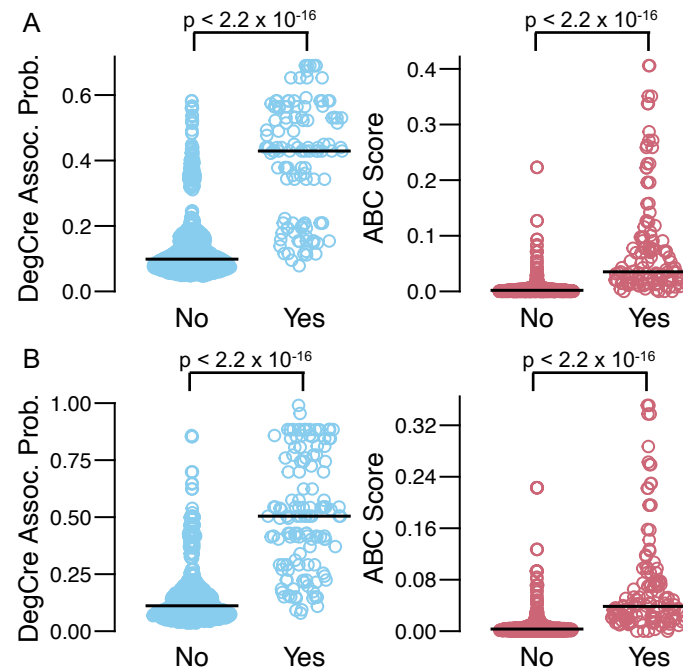 A
p < 2.2 x 10-16
p < 2.2 x 10-16
DegCre Assoc. Prob.
0.6
0.4
0.2
0.0
No
Yes
ABC Score
0.4
0.3
0.2
0.1
0.0
No
Yes
B
p < 2.2 x 10-16
p < 2.2 x 10-16
DegCre Assoc. Prob.
1.00
0.75
0.50
0.25
0.00
No
Yes
ABC Score
0.32
0.24
0.16
0.08
0.00
No
Yes